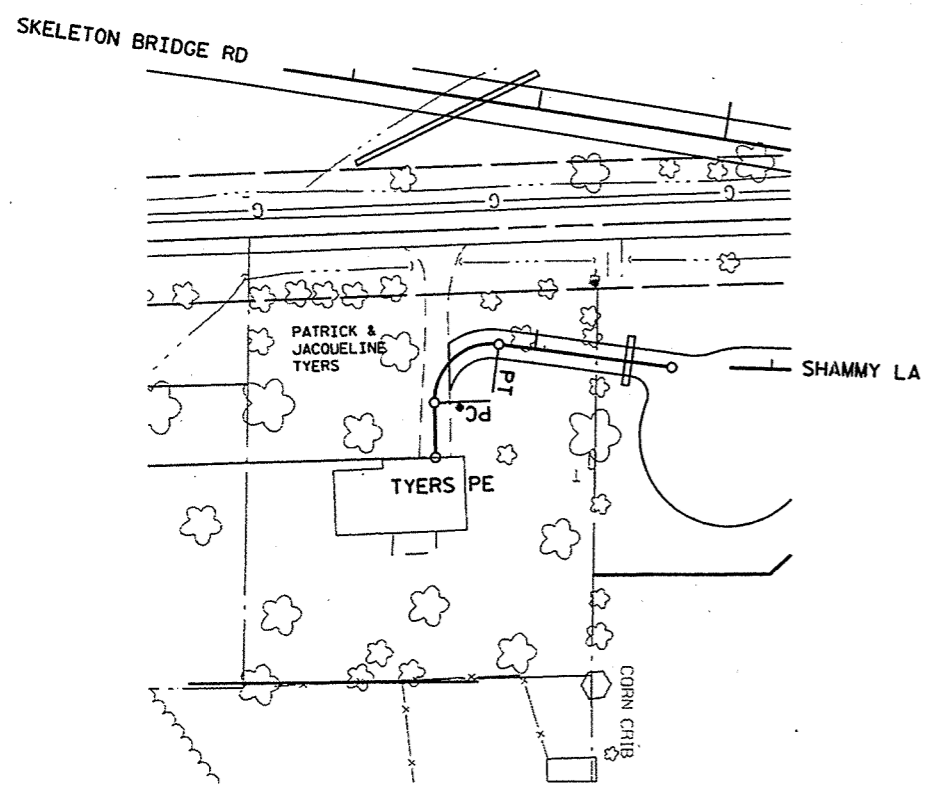 SKELETON BRIDGE RD
G G G
PATRICK &
JACQUELINE
TYERS
SHAMMY LA
PT
PC
TYERS PE
CORN CRIB